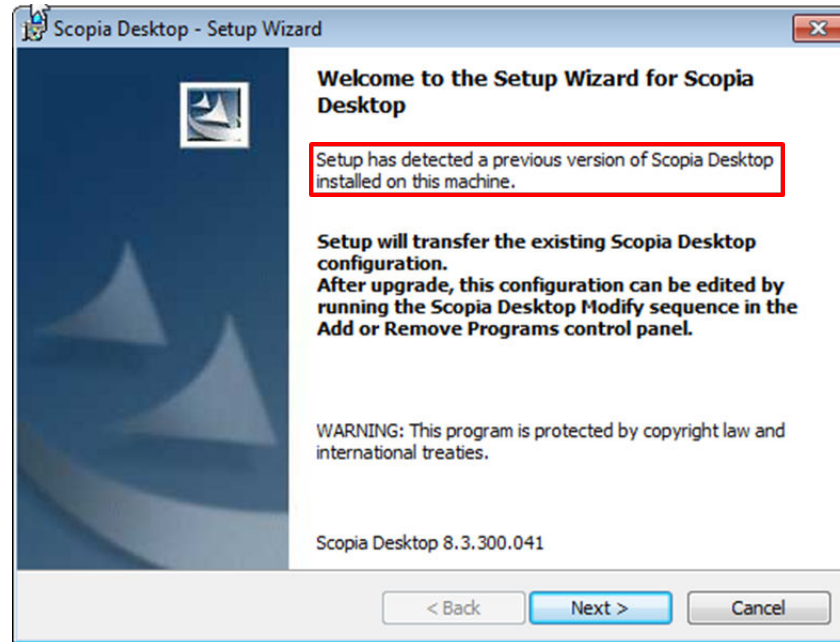 Scopia Desktop - Setup Wizard
Welcome to the Setup Wizard for Scopia
Desktop
Setup has detected a previous version of Scopia Desktop
installed on this machine.
Setup will transfer the existing Scopia Desktop
configuration.
After upgrade, this configuration can be edited by
running the Scopia Desktop Modify sequence in the
Add or Remove Programs control panel.
WARNING: This program is protected by copyright law and
international treaties.
Scopia Desktop 8.3.300.041
< Back
Next >
Cancel